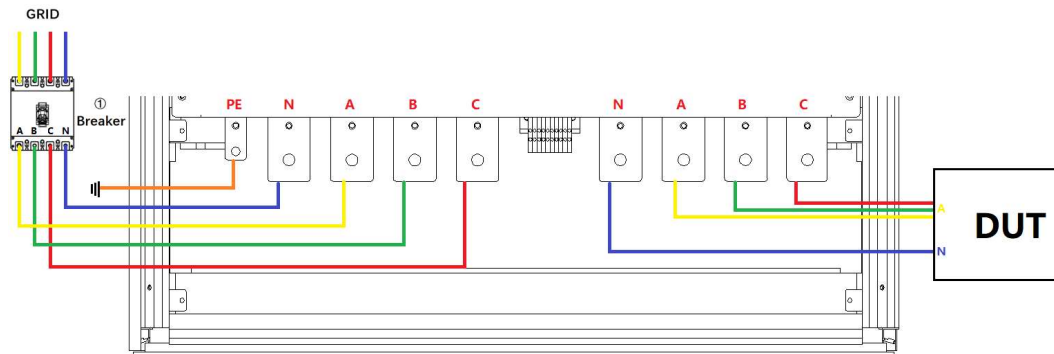 GRID
①
Breaker
A B C N
PE N A B C N A B C
A
N
DUT